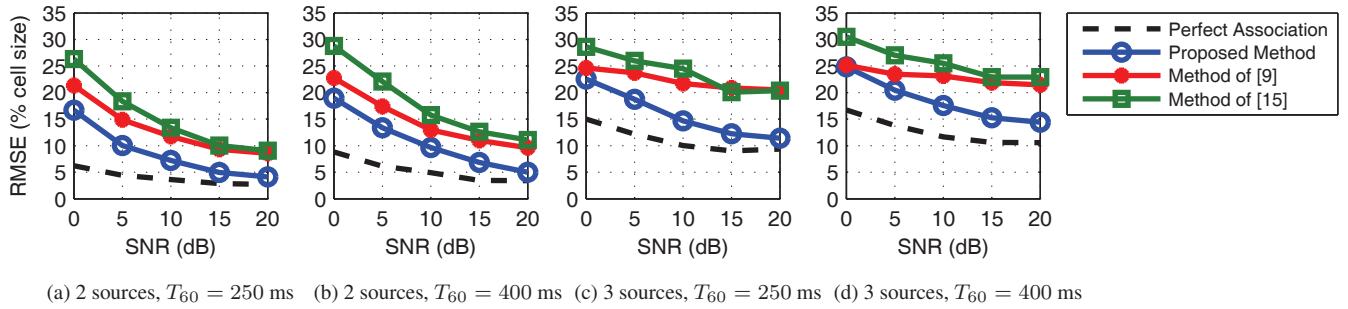 RMSE (% cell size)
35
30
25
20
15
10
5
0
0 5 10 15 20
SNR (dB)
35
30
25
20
15
10
5
0
0 5 10 15 20
SNR (dB)
35
30
25
20
15
10
5
0
0 5 10 15 20
SNR (dB)
35
30
25
20
15
10
5
0
0 5 10 15 20
SNR (dB)
Perfect Association
Proposed Method
Method of [9]
Method of [15]
(a) 2 sources, T₆₀ = 250 ms (b) 2 sources, T₆₀ = 400 ms (c) 3 sources, T₆₀ = 250 ms (d) 3 sources, T₆₀ = 400 ms